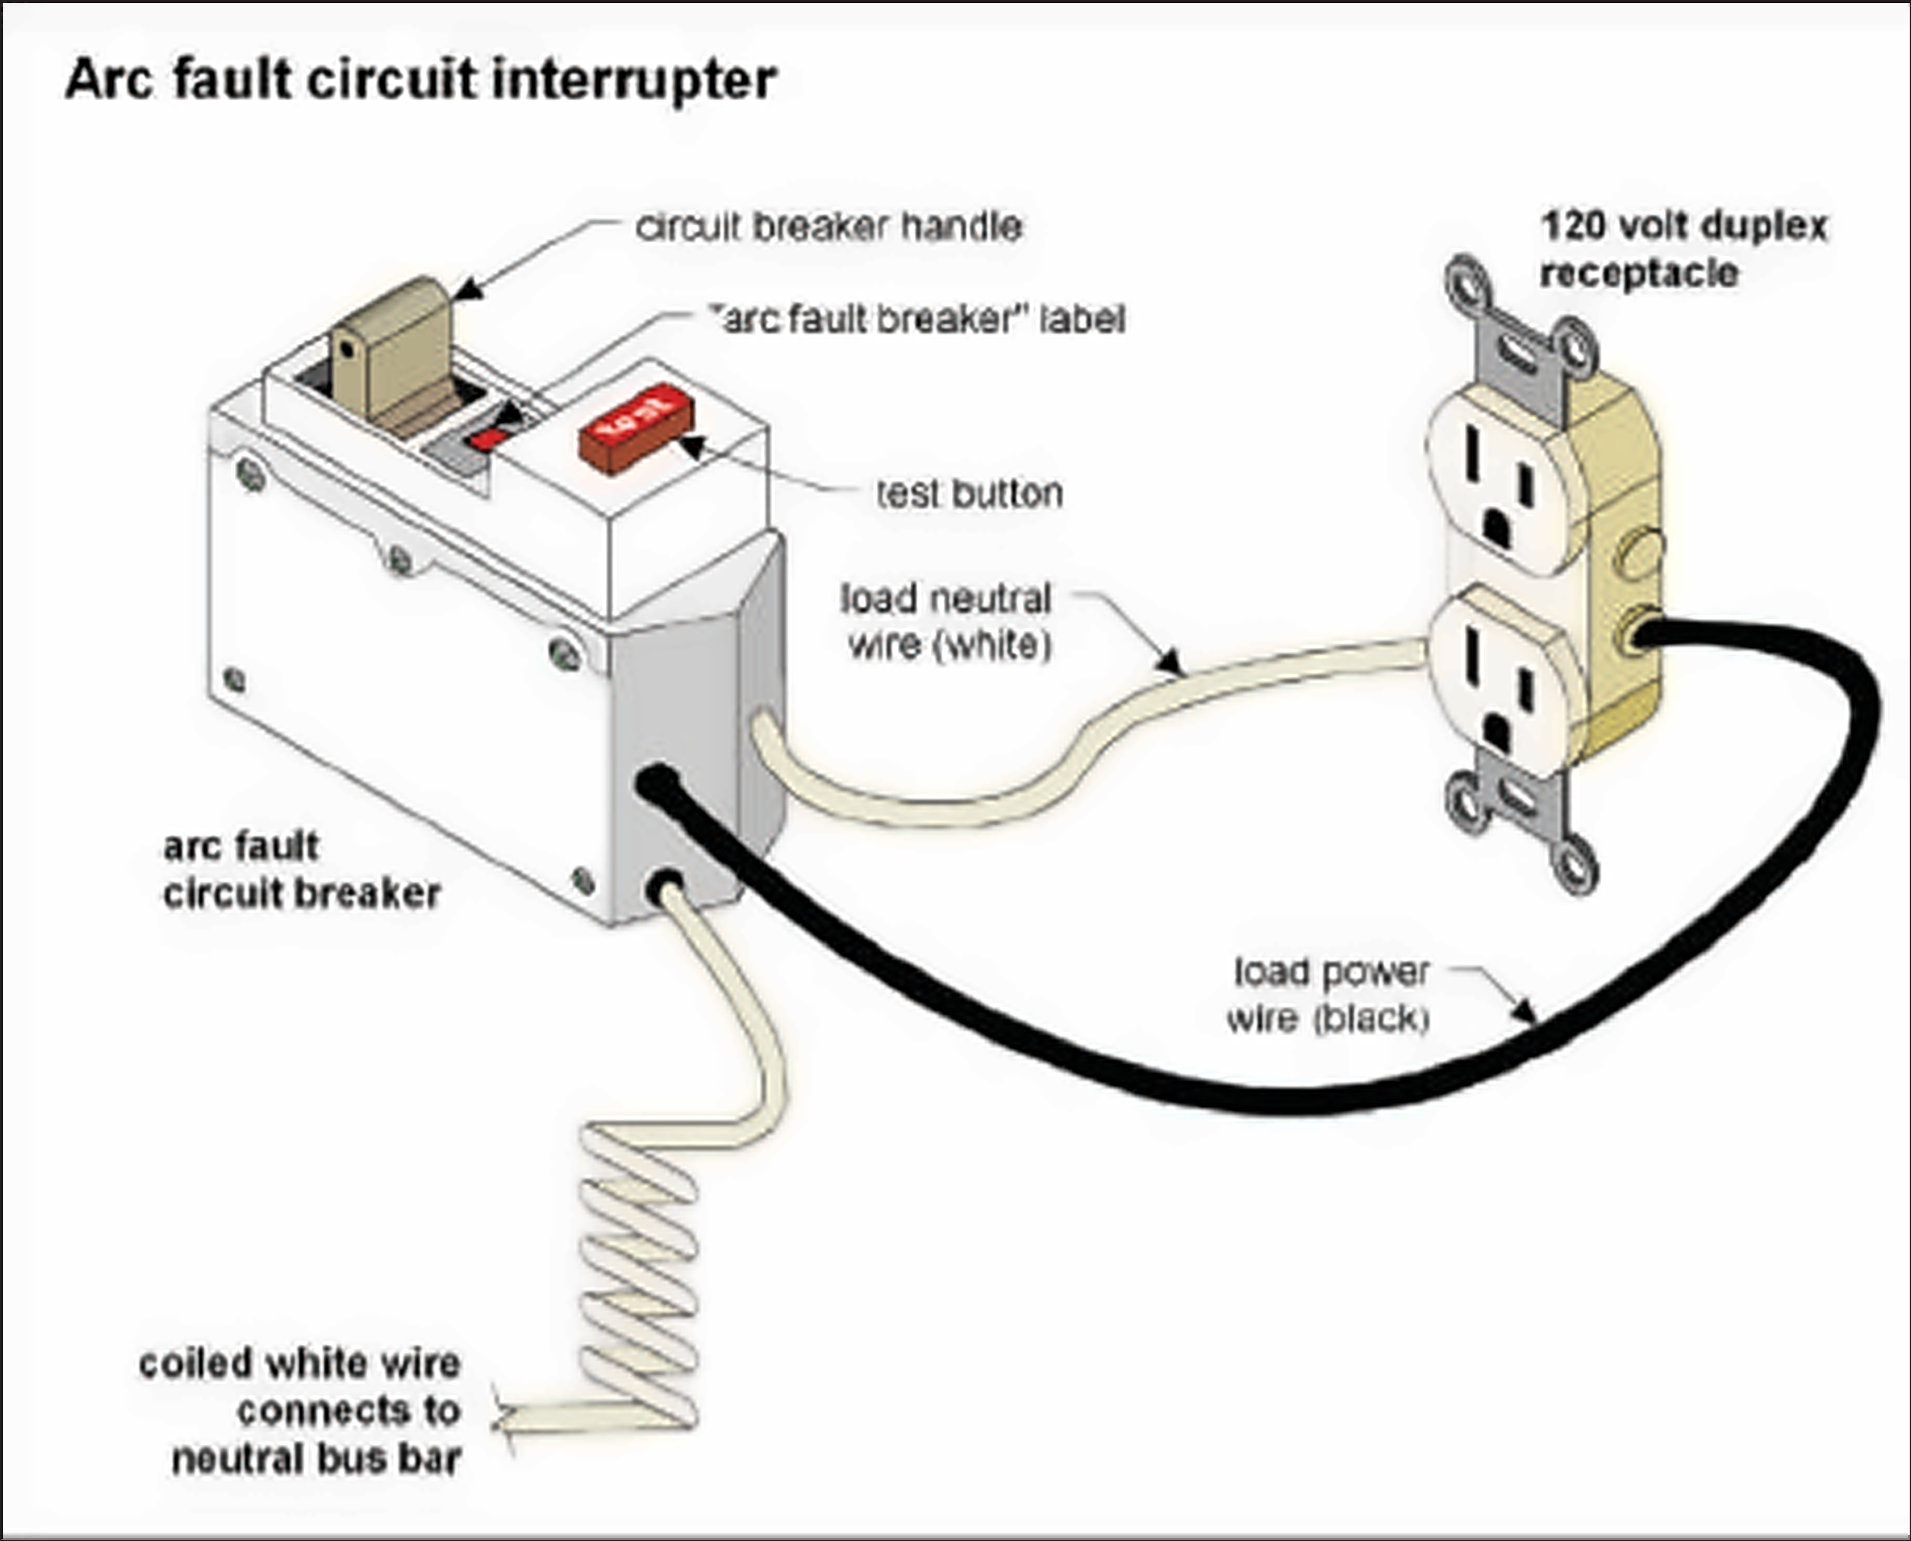 Arc fault circuit interrupter
circuit breaker handle
"arc fault breaker" label
120 volt duplex
receptacle
test
test button
load neutral
wire (white)
arc fault
circuit breaker
load power
wire (black)
coiled white wire
connects to
neutral bus bar